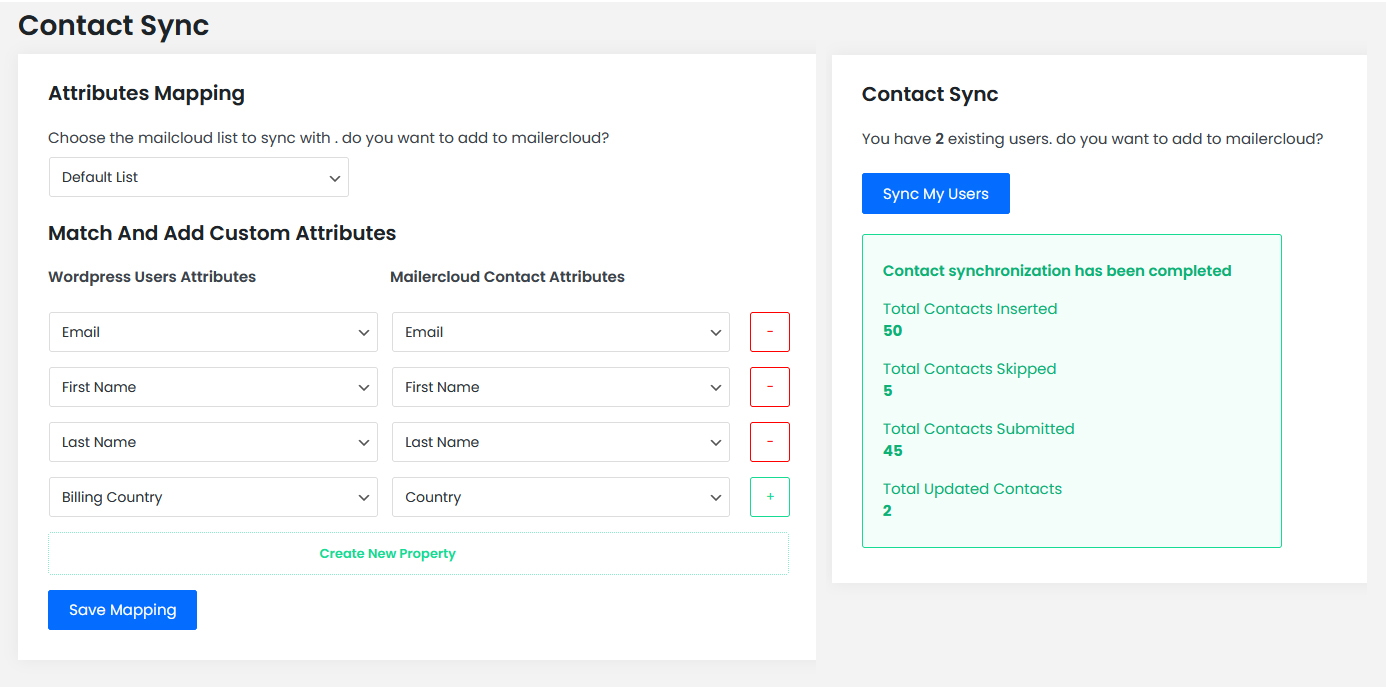 Contact Sync
Attributes Mapping
Choose the mailcloud list to sync with . do you want to add to mailercloud?
Default List
Match And Add Custom Attributes
Wordpress Users Attributes Mailercloud Contact Attributes
Email Email -
First Name First Name -
Last Name Last Name -
Billing Country Country +
Create New Property
Save Mapping
Contact Sync
You have 2 existing users. do you want to add to mailercloud?
Sync My Users
Contact synchronization has been completed
Total Contacts Inserted
50
Total Contacts Skipped
5
Total Contacts Submitted
45
Total Updated Contacts
2